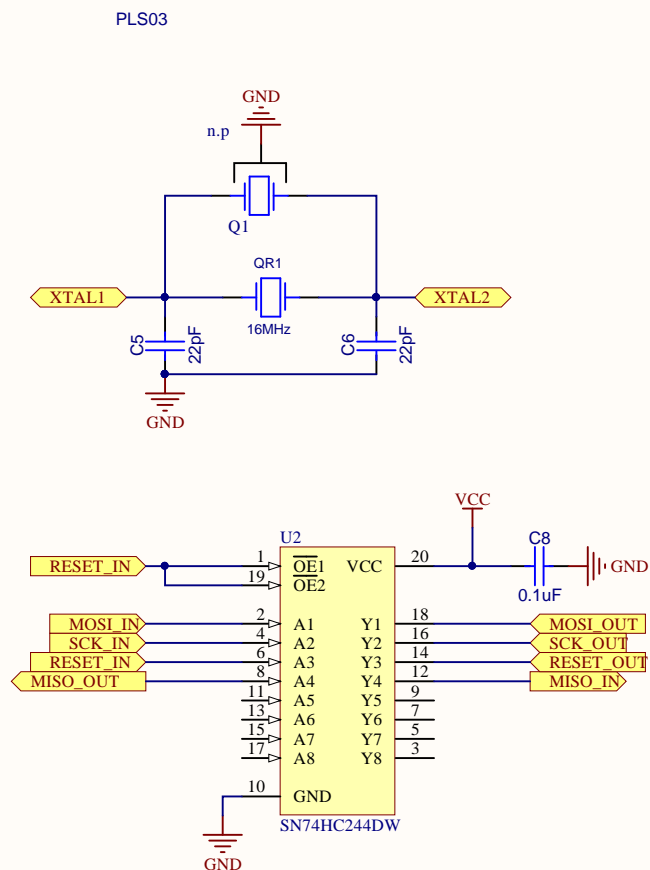 PLS03
GND
n.p
Q1
QR1
XTAL1
XTAL2
16MHz
C5
22pF
C6
22pF
GND
VCC
U2
C8
RESET_IN
1
OE1
VCC
20
GND
19
OE2
0.1uF
MOSI_IN
2
A1
Y1
18
MOSI_OUT
SCK_IN
4
A2
Y2
16
SCK_OUT
RESET_IN
6
A3
Y3
14
RESET_OUT
MISO_OUT
8
A4
Y4
12
MISO_IN
11
A5
Y5
9
13
A6
Y6
7
15
A7
Y7
5
17
A8
Y8
3
10
GND
SN74HC244DW
GND